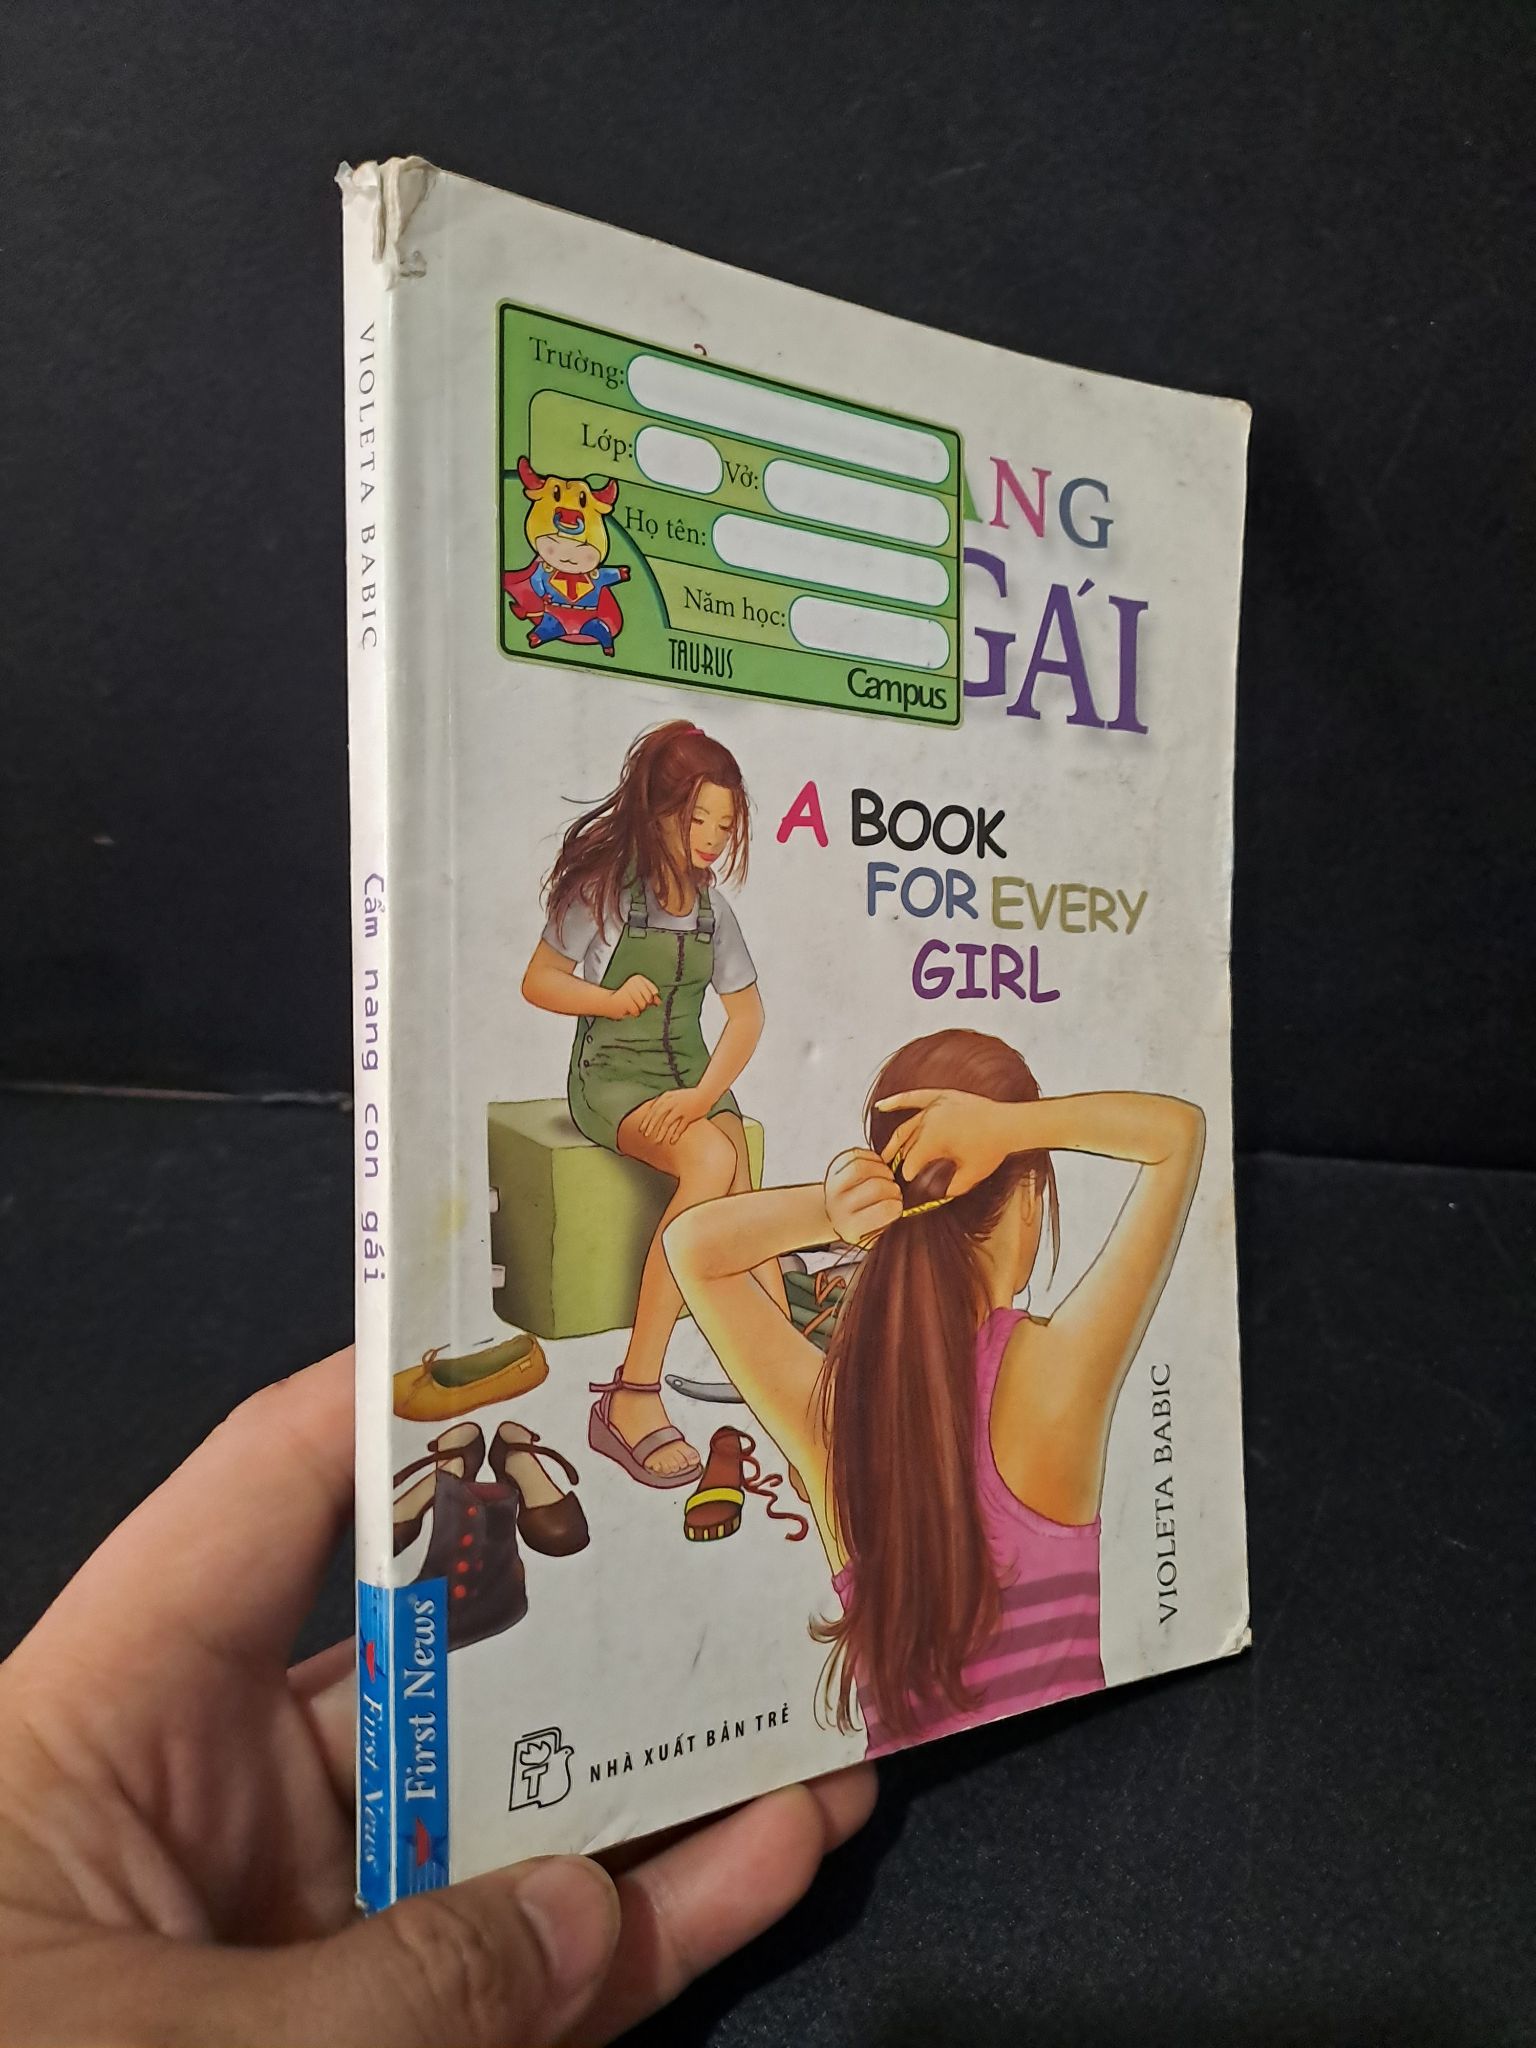 VIOLETA BABIC
Cẩm nang con gái
First News
Trường:
Lớp: Vở:
Họ tên:
Năm học:
TAURUS
Campus
ANG
GÁI
A BOOK
FOR EVERY
GIRL
VIOLETA BABIC
First News
NHÀ XUẤT BẢN TRẺ